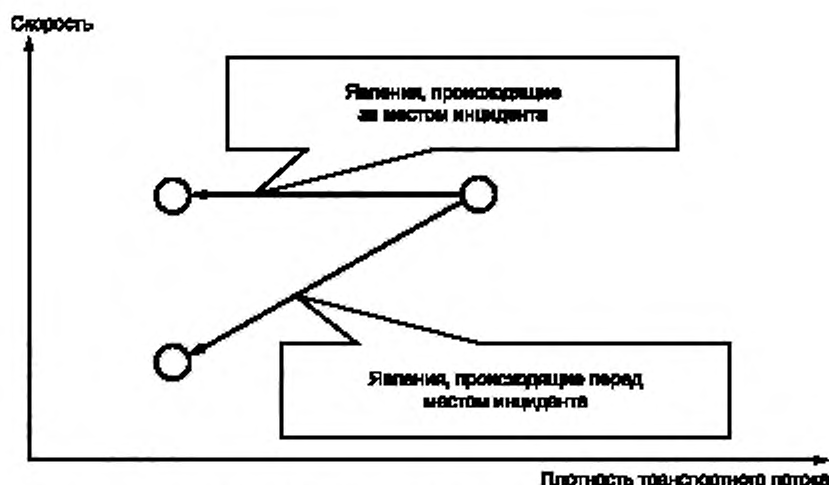 Скорость
Явления, происходящие
за местом инцидента
Явления, происходящие перед
местом инцидента
Плотность транспортного потока